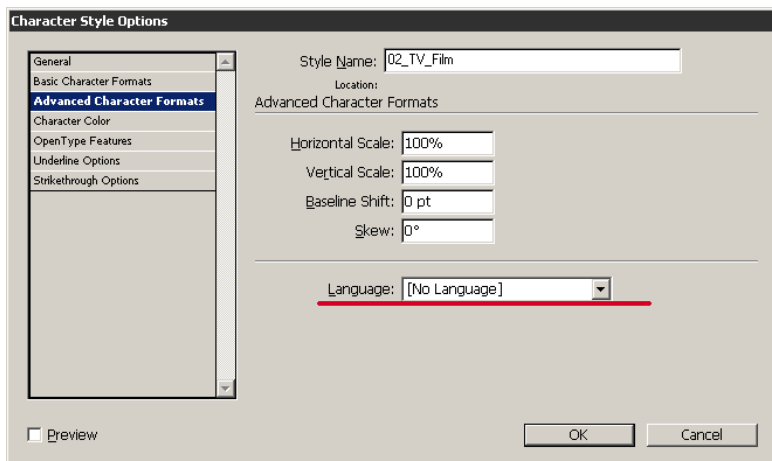 Character Style Options
General
Basic Character Formats
Advanced Character Formats
Character Color
OpenType Features
Underline Options
Strikethrough Options
Style Name: 02_TV_Film
Location:
Advanced Character Formats
Horizontal Scale: 100%
Vertical Scale: 100%
Baseline Shift: 0 pt
Skew: 0°
Language: [No Language]
Preview
OK Cancel